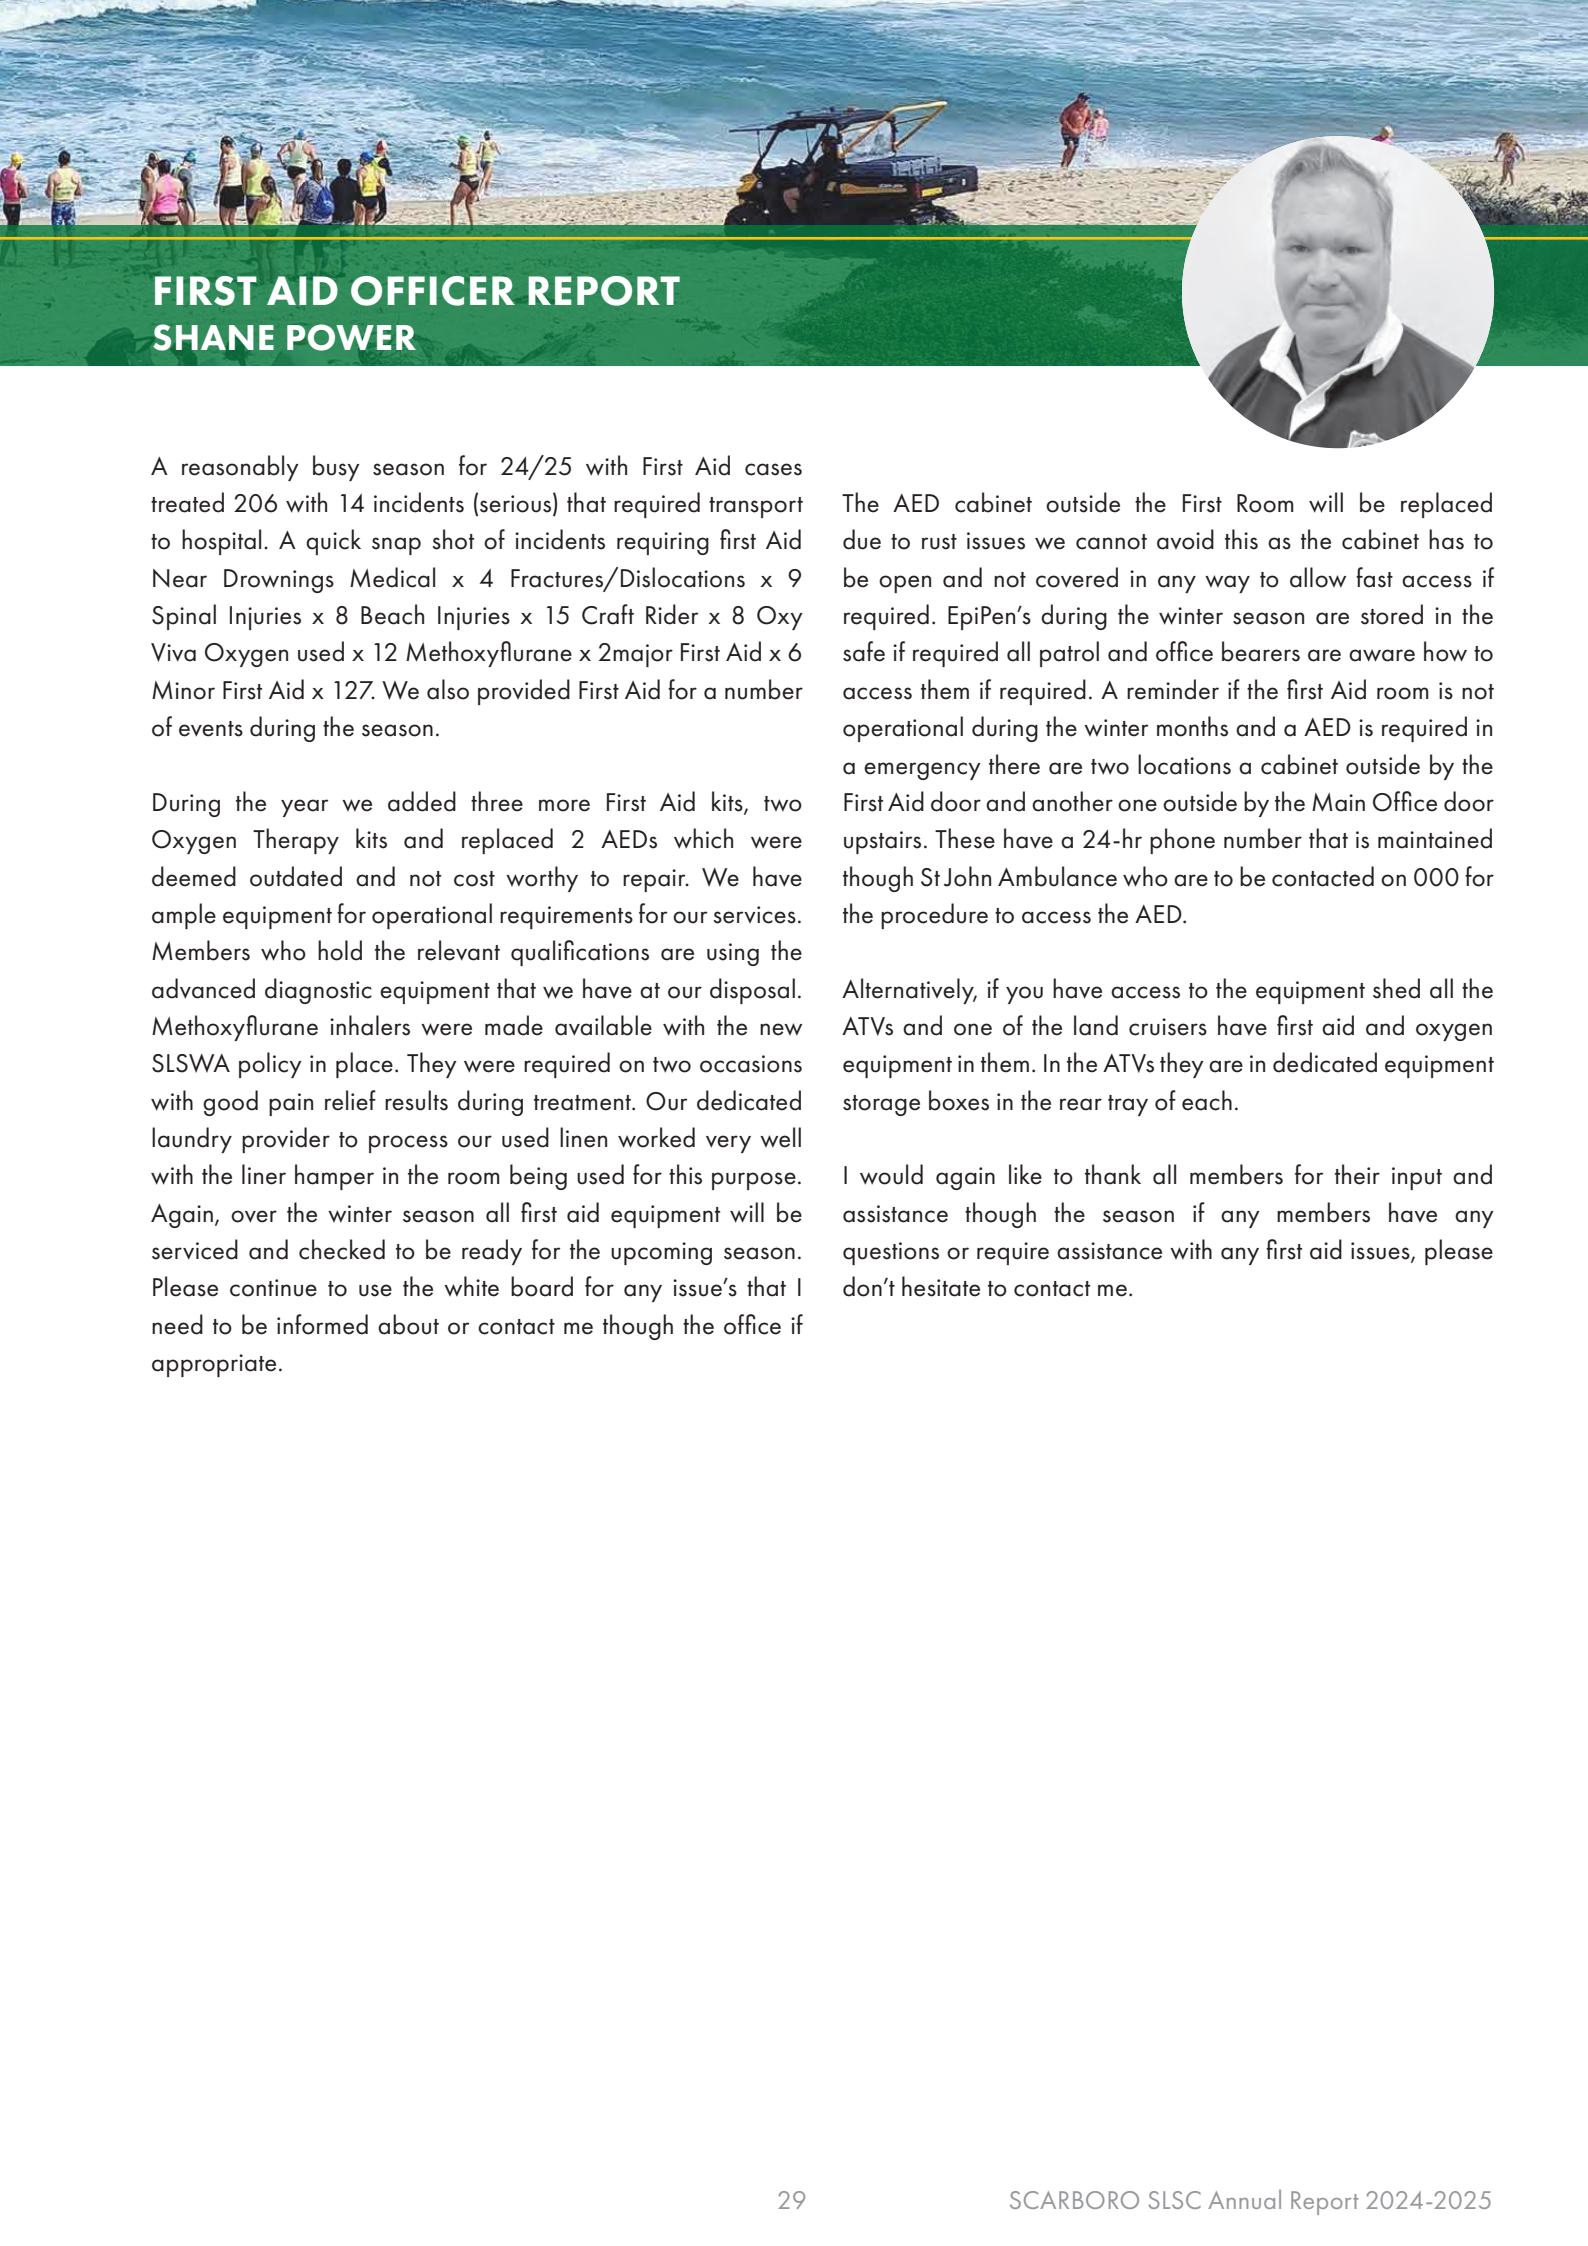 FIRST AID OFFICER REPORT
SHANE POWER
A reasonably busy season for 24/25 with First Aid cases
treated 206 with 14 incidents (serious) that required transport
to hospital. A quick snap shot of incidents requiring first Aid
Near Drownings Medical x 4 Fractures/Dislocations x 9
Spinal Injuries x 8 Beach Injuries x 15 Craft Rider x 8 Oxy
Viva Oxygen used x 12 Methoxyflurane x 2major First Aid x 6
Minor First Aid x 127. We also provided First Aid for a number
of events during the season.
During the year we added three more First Aid kits, two
Oxygen Therapy kits and replaced 2 AEDs which were
deemed outdated and not cost worthy to repair. We have
ample equipment for operational requirements for our services.
Members who hold the relevant qualifications are using the
advanced diagnostic equipment that we have at our disposal.
Methoxyflurane inhalers were made available with the new
SLSWA policy in place. They were required on two occasions
with good pain relief results during treatment. Our dedicated
laundry provider to process our used linen worked very well
with the liner hamper in the room being used for this purpose.
Again, over the winter season all first aid equipment will be
serviced and checked to be ready for the upcoming season.
Please continue to use the white board for any issue's that I
need to be informed about or contact me though the office if
appropriate.
The AED cabinet outside the First Room will be replaced
due to rust issues we cannot avoid this as the cabinet has to
be open and not covered in any way to allow fast access if
required. EpiPen's during the winter season are stored in the
safe if required all patrol and office bearers are aware how to
access them if required. A reminder if the first Aid room is not
operational during the winter months and a AED is required in
a emergency there are two locations a cabinet outside by the
First Aid door and another one outside by the Main Office door
upstairs. These have a 24-hr phone number that is maintained
though St John Ambulance who are to be contacted on 000 for
the procedure to access the AED.
Alternatively, if you have access to the equipment shed all the
ATVs and one of the land cruisers have first aid and oxygen
equipment in them. In the ATVs they are in dedicated equipment
storage boxes in the rear tray of each.
I would again like to thank all members for their input and
assistance though the season if any members have any
questions or require assistance with any first aid issues, please
don't hesitate to contact me.
29
SCARBORO SLSC Annual Report 2024-2025